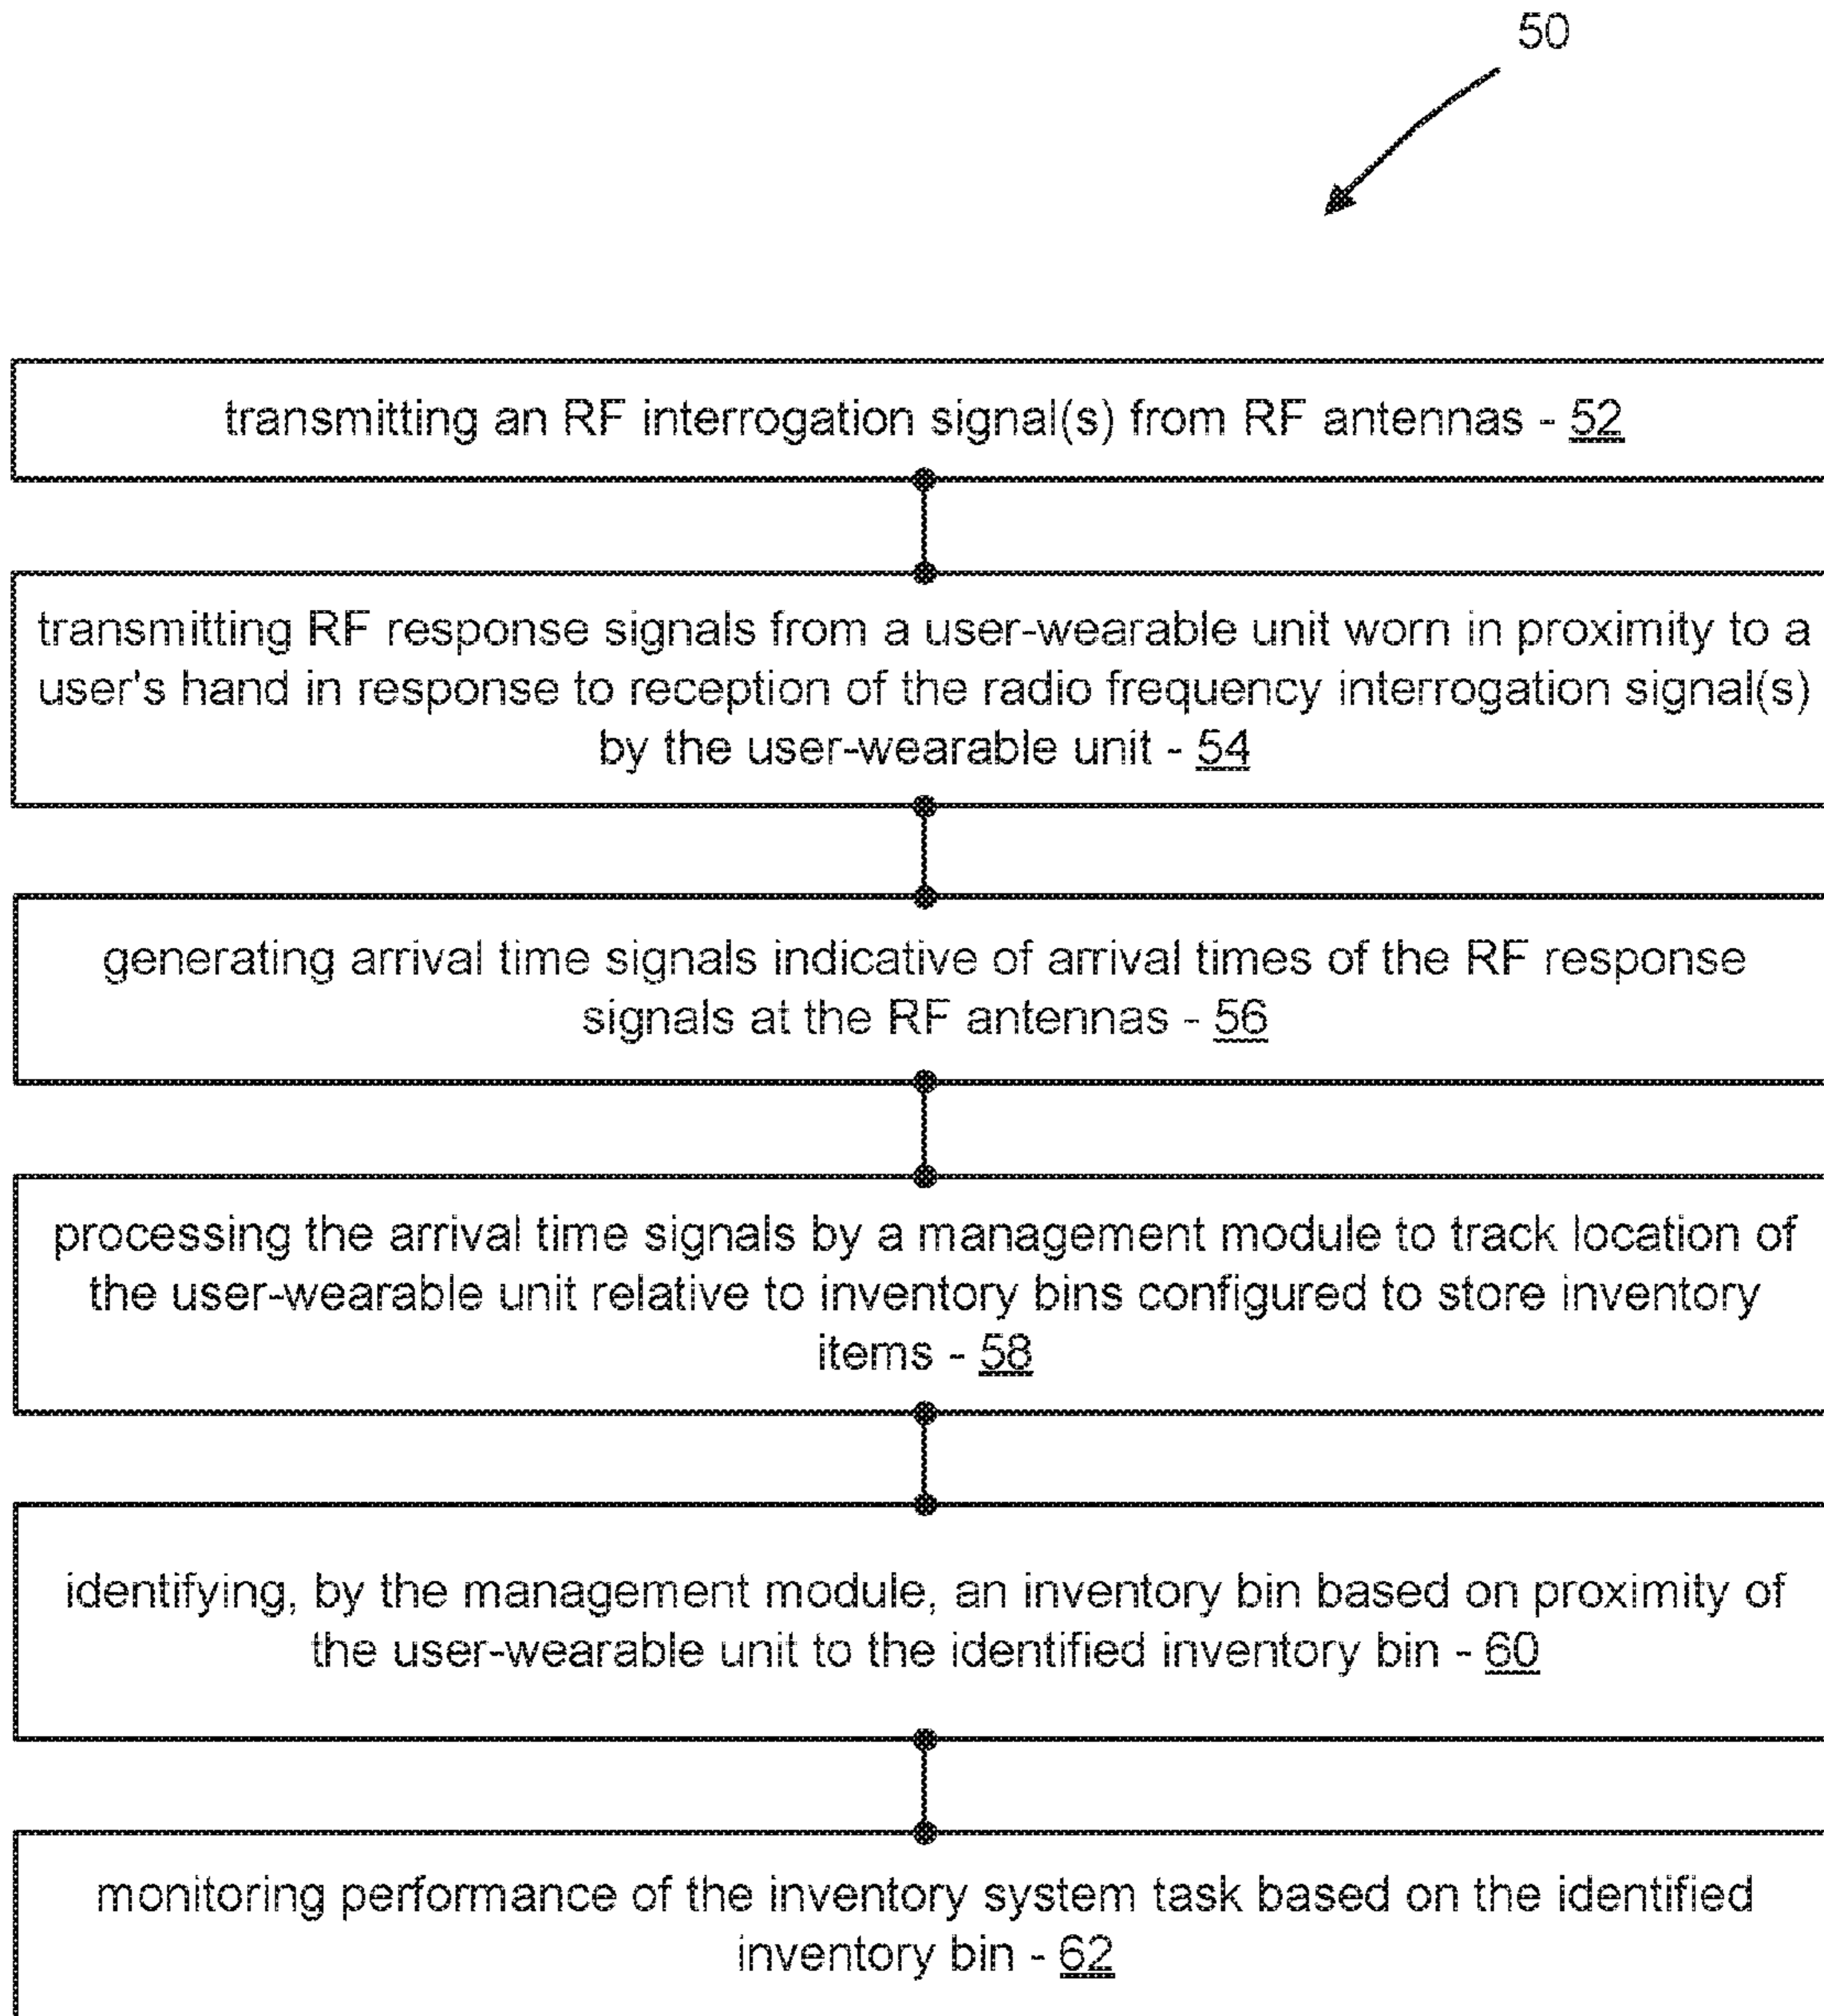 50
transmitting an RF interrogation signal(s) from RF antennas - 52
transmitting RF response signals from a user-wearable unit worn in proximity to a
user's hand in response to reception of the radio frequency interrogation signal(s)
by the user-wearable unit - 54
generating arrival time signals indicative of arrival times of the RF response
signals at the RF antennas - 56
processing the arrival time signals by a management module to track location of
the user-wearable unit relative to inventory bins configured to store inventory
items - 58
identifying, by the management module, an inventory bin based on proximity of
the user-wearable unit to the identified inventory bin - 60
monitoring performance of the inventory system task based on the identified
inventory bin - 62